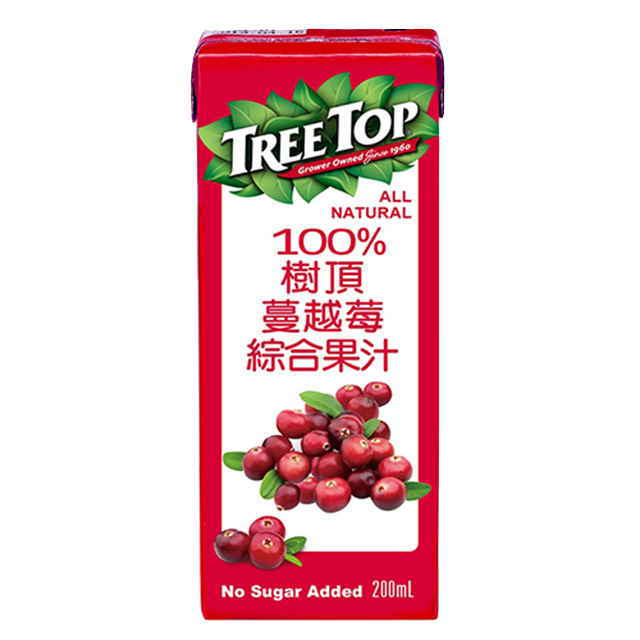 TREE TOP
Grower Owned Since 1960
ALL
NATURAL
100%
樹頂
蔓越莓
綜合果汁
No Sugar Added 200mL